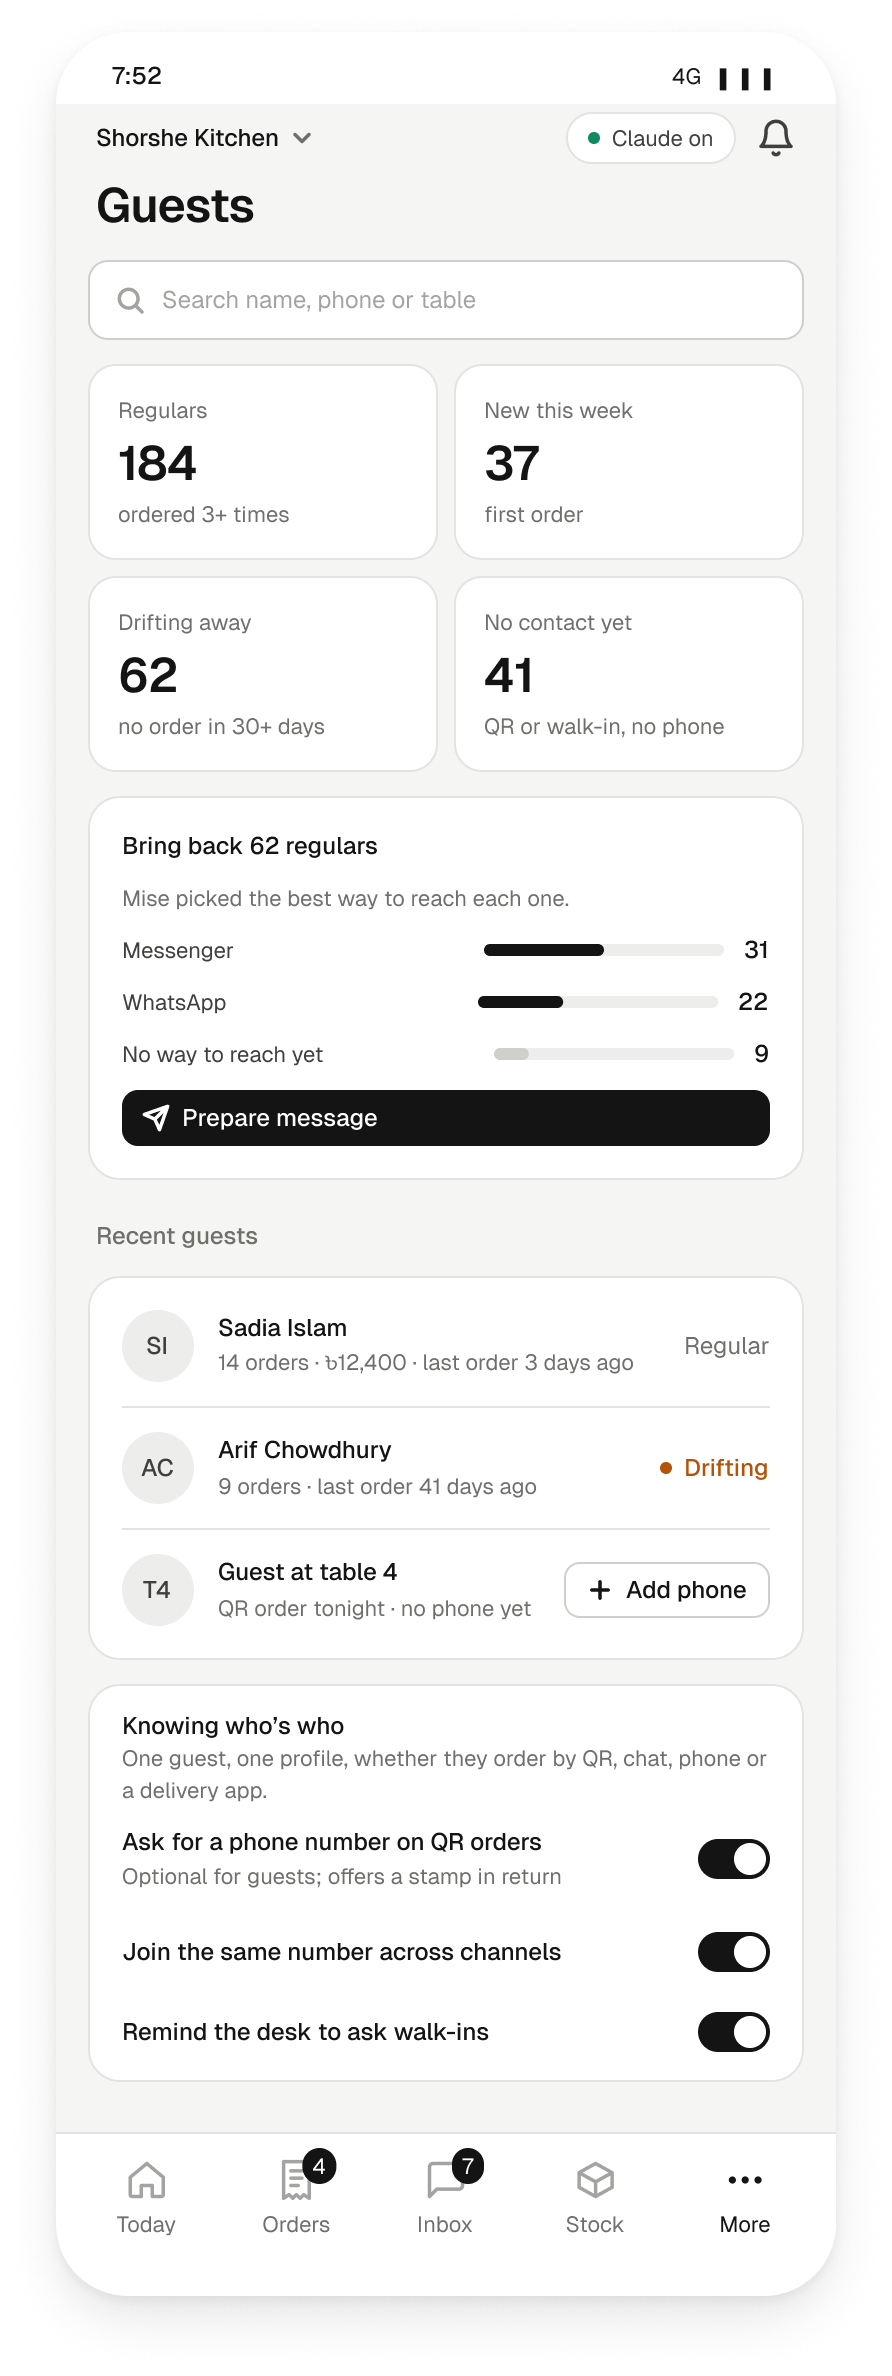 7:52
4G
Shorshe Kitchen
Claude on
Guests
Search name, phone or table
Regulars
184
ordered 3+ times
New this week
37
first order
Drifting away
62
no order in 30+ days
No contact yet
41
QR or walk-in, no phone
Bring back 62 regulars
Mise picked the best way to reach each one.
Messenger 31
WhatsApp 22
No way to reach yet 9
Prepare message
Recent guests
SI
Sadia Islam
14 orders · ৳12,400 · last order 3 days ago
Regular
AC
Arif Chowdhury
9 orders · last order 41 days ago
Drifting
T4
Guest at table 4
QR order tonight · no phone yet
Add phone
Knowing who’s who
One guest, one profile, whether they order by QR, chat, phone or
a delivery app.
Ask for a phone number on QR orders
Optional for guests; offers a stamp in return
Join the same number across channels
Remind the desk to ask walk-ins
4
7
Today
Orders
Inbox
Stock
More